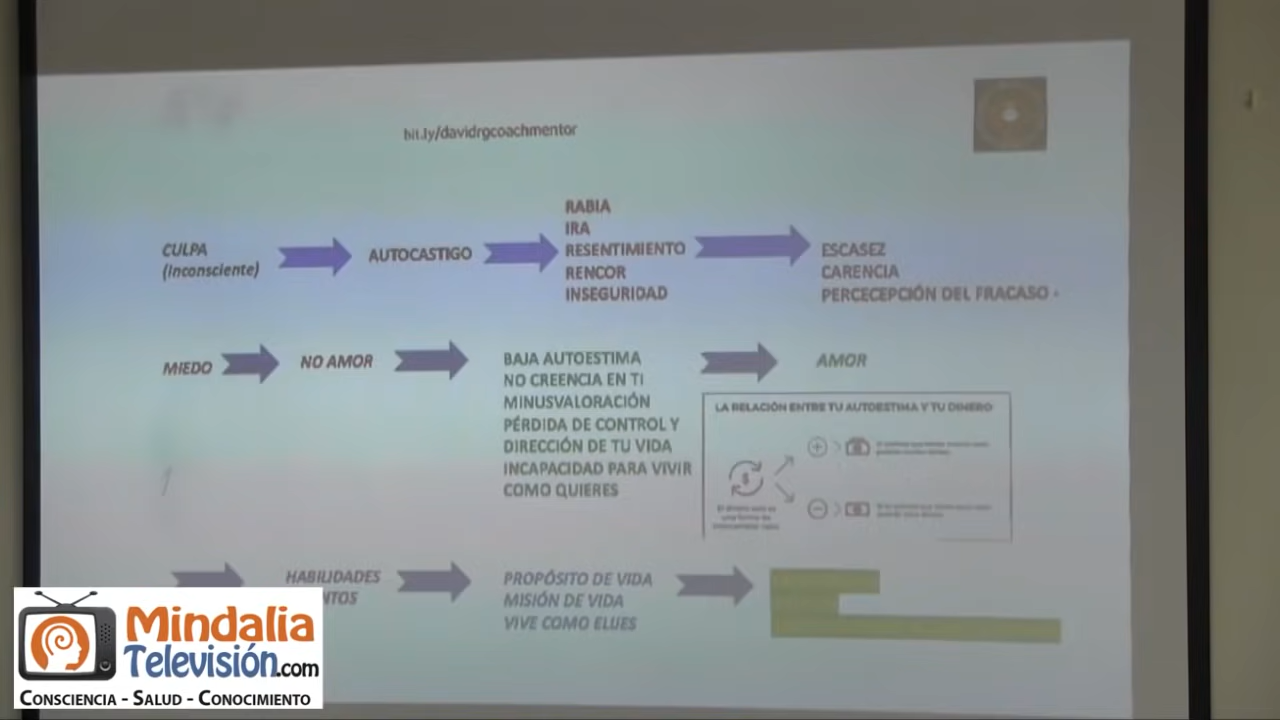 bit.ly/davidrgcoachmentor
CULPA
(Inconsciente)
AUTOCASTIGO
RABIA
IRA
RESENTIMIENTO
RENCOR
INSEGURIDAD
ESCASEZ
CARENCIA
PERCECEPCIÓN DEL FRACASO -
MIEDO
NO AMOR
BAJA AUTOESTIMA
NO CREENCIA EN TI
MINUSVALORACIÓN
PÉRDIDA DE CONTROL Y
DIRECCIÓN DE TU VIDA
INCAPACIDAD PARA VIVIR
COMO QUIERES
AMOR
LA RELACIÓN ENTRE TU AUTOESTIMA Y TU DINERO
HABILIDADES
NTOS
PROPÓSITO DE VIDA
MISIÓN DE VIDA
VIVE COMO ELUES
Mindalia
Televisión.com
CONSCIENCIA - SALUD - CONOCIMIENTO